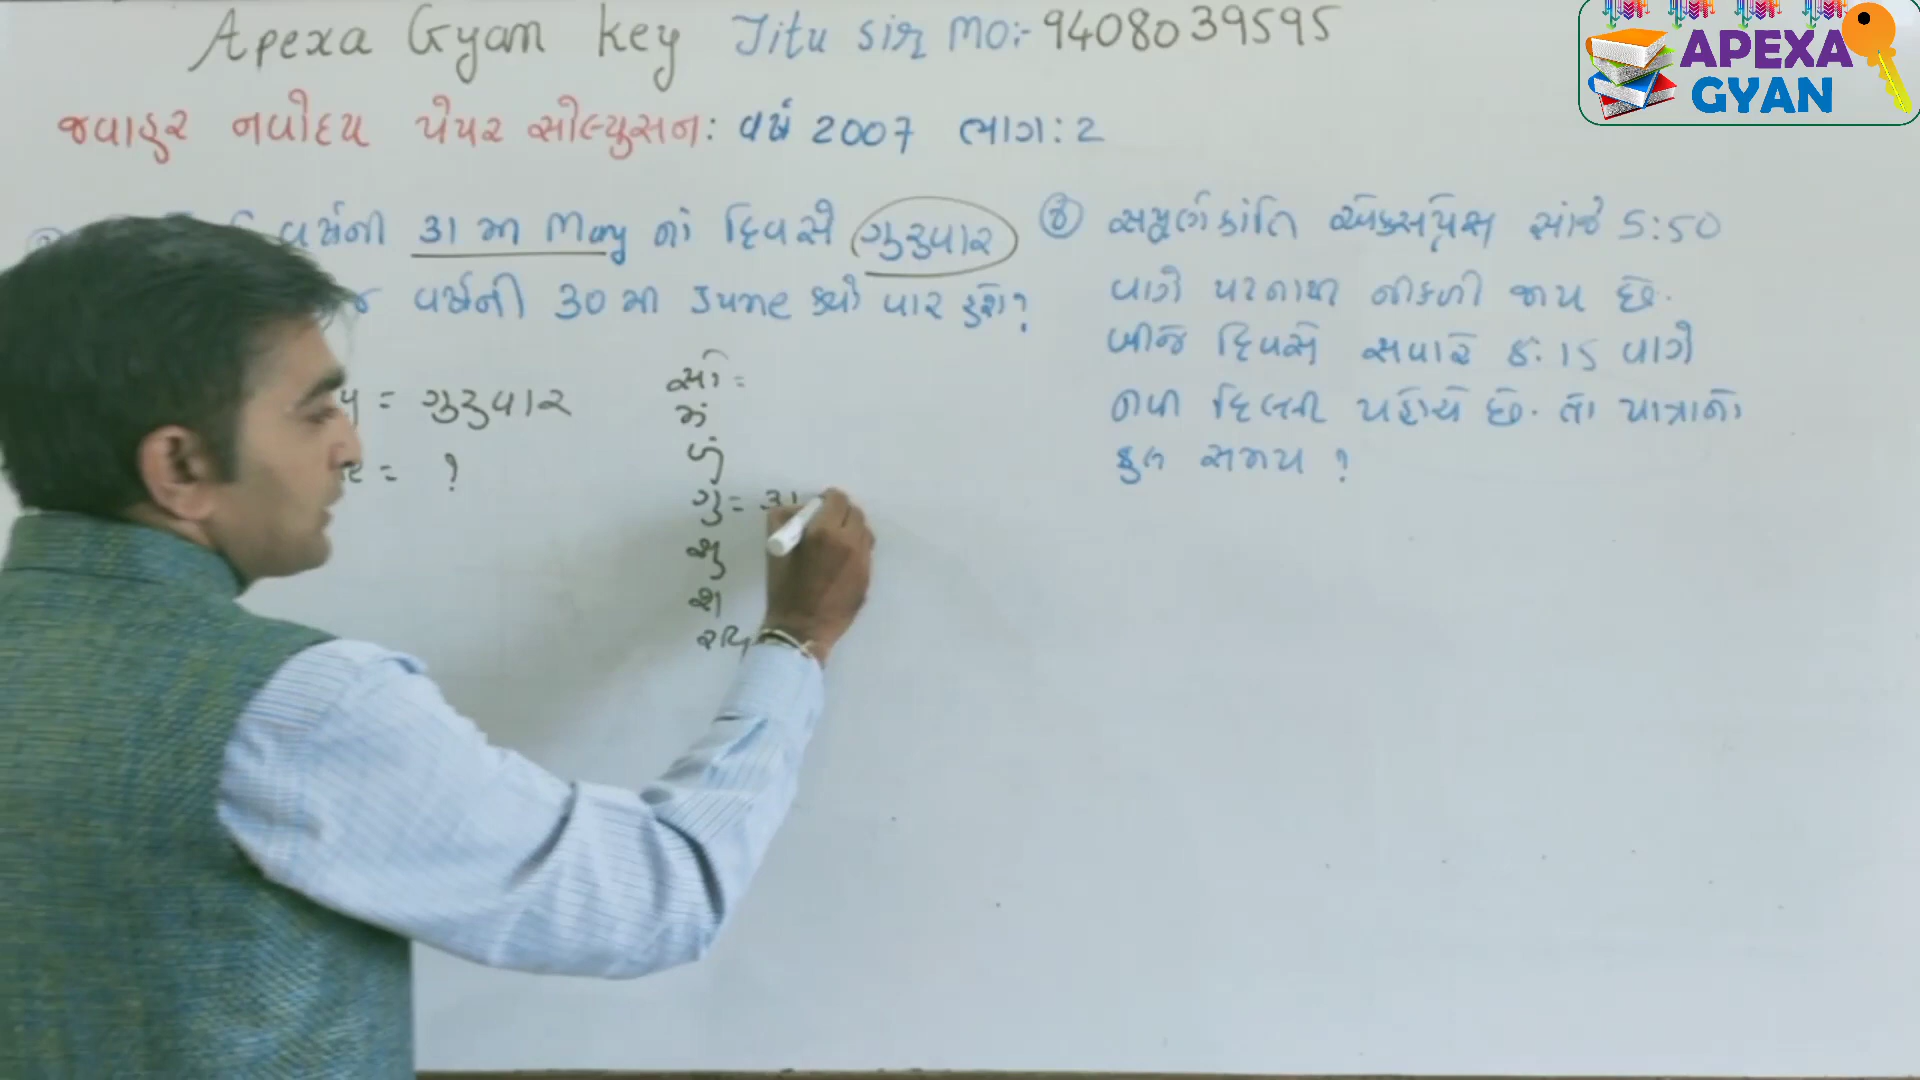 Apexa Gyan key Jitu sir Mo:- 9408039595
APEXA
GYAN
જવાહર નવોદય પેપર સોલ્યુસન: વર્ષ 2007 ભાગ: 2
વર્ષની 31 મી May નાં દિવસે ગુરુવાર
વર્ષની 30 મી June ક્યો વાર હશે?
y = ગુરુવાર
= ?
સો =
મં
બું
ગુ = 31
શુ
શ
રવિ
⑧ સંપૂર્ણક્રાંતિ એક્સપ્રેસ સાંજે 5:50
વાગે પટનાથી નીકળી જાય છે.
બીજે દિવસે સવારે 8:15 વાગે
નવી દિલ્લી પહોંચે છે. તો યાત્રાનો
કુલ સમય ?